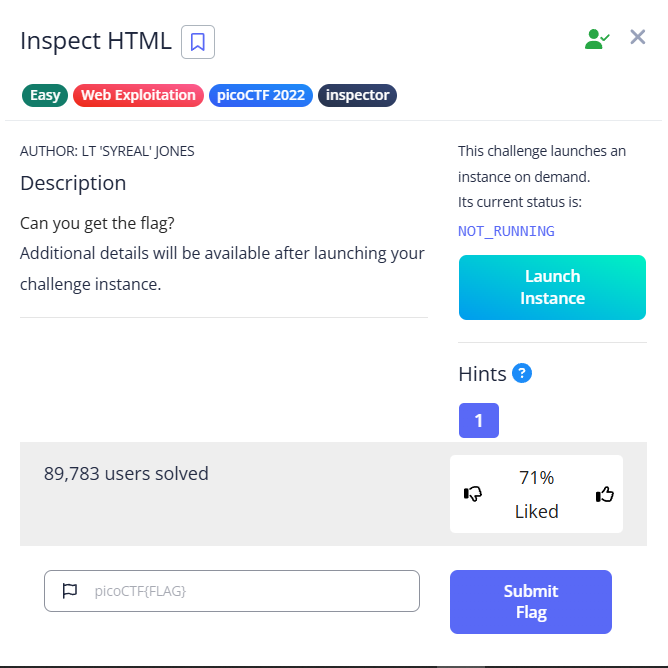 Inspect HTML
Easy Web Exploitation picoCTF 2022 inspector
AUTHOR: LT 'SYREAL' JONES
Description
Can you get the flag?
Additional details will be available after launching your
challenge instance.
This challenge launches an
instance on demand.
Its current status is:
NOT_RUNNING
Launch
Instance
Hints ?
1
89,783 users solved
71%
Liked
picoCTF{FLAG}
Submit
Flag